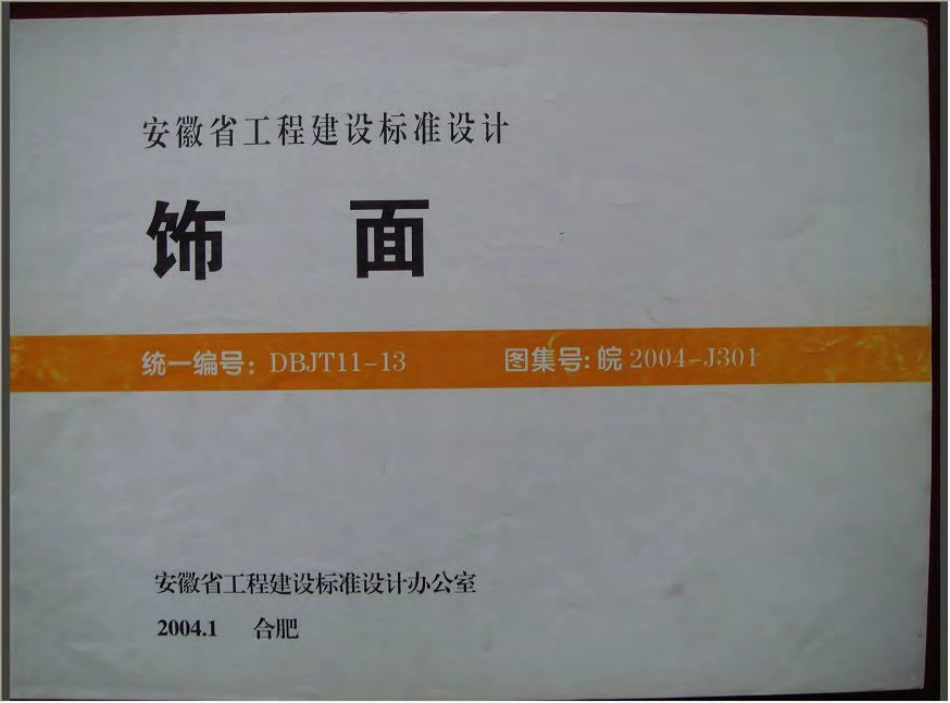 安徽省工程建设标准设计
饰 面
统一编号: DBJT11-13 图集号: 皖 2004-J301
安徽省工程建设标准设计办公室
2004.1 合肥